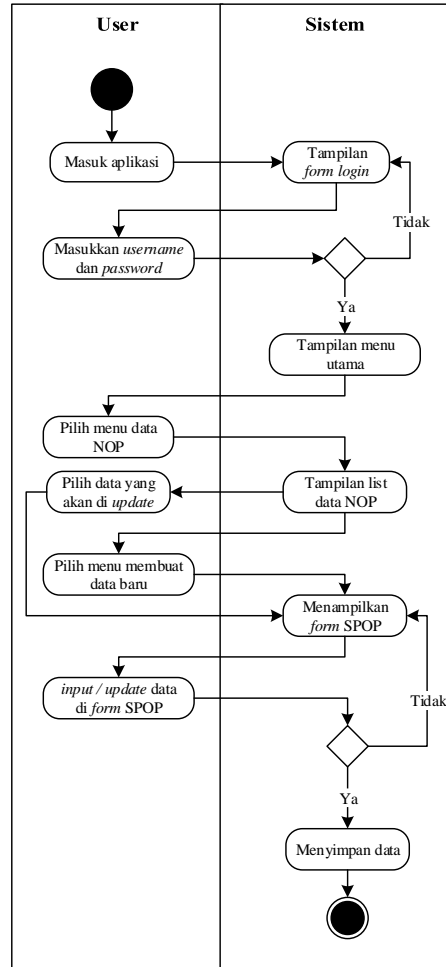 User
Sistem
Masuk aplikasi
Tampilan
form login
Tidak
Masukkan username
dan password
Ya
Tampilan menu
utama
Pilih menu data
NOP
Pilih data yang
akan di update
Tampilan list
data NOP
Pilih menu membuat
data baru
Menampilkan
form SPOP
input / update data
di form SPOP
Tidak
Ya
Menyimpan data